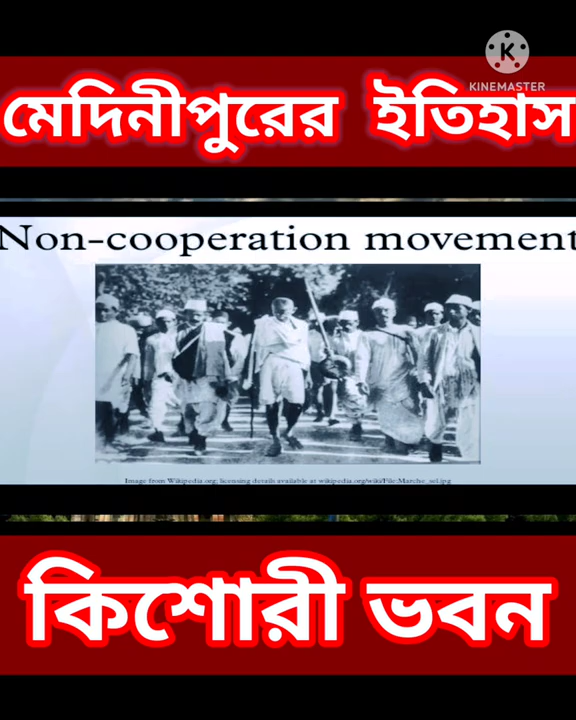 KINEMASTER
মেদিনীপুরের ইতিহাস
Non-cooperation movement
Image from Wikipedia.org; licensing details available at wikipedia.org/wiki/File:Marche_sel.jpg
কিশোরী ভবন